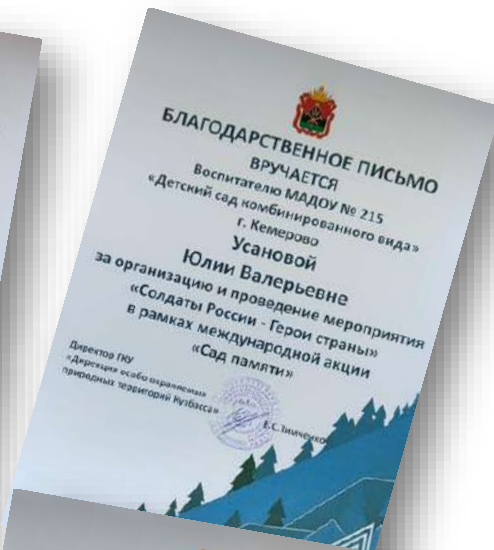 БЛАГОДАРСТВЕННОЕ ПИСЬМО
ВРУЧАЕТСЯ
Воспитателю МАДОУ № 215
«Детский сад комбинированного вида»
г. Кемерово
Усановой
Юлии Валерьевне
за организацию и проведение мероприятия
«Солдаты России - Герои страны»
в рамках международной акции
«Сад памяти»
Директор ГКУ
«Дирекция особо охраняемых
природных территорий Кузбасса»
Е.С.Тимченко